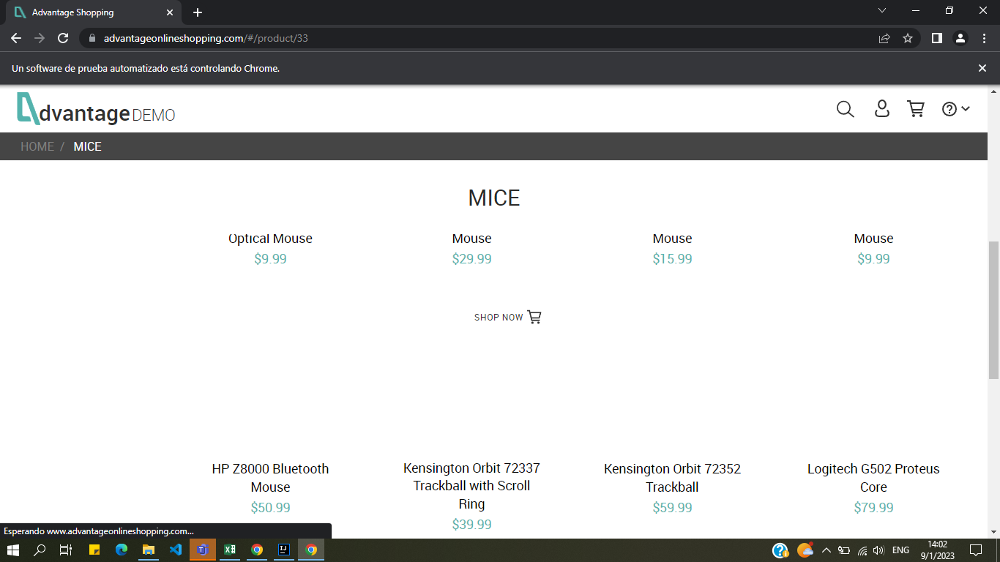 Advantage Shopping
advantageonlineshopping.com/#/product/33
Un software de prueba automatizado está controlando Chrome.
dvantage DEMO
HOME / MICE
MICE
Optical Mouse
$9.99
Mouse
$29.99
Mouse
$15.99
Mouse
$9.99
SHOP NOW
HP Z8000 Bluetooth
Mouse
$50.99
Kensington Orbit 72337
Trackball with Scroll
Ring
$39.99
Kensington Orbit 72352
Trackball
$59.99
Logitech G502 Proteus
Core
$79.99
Esperando www.advantageonlineshopping.com...
ENG
14:02
9/1/2023